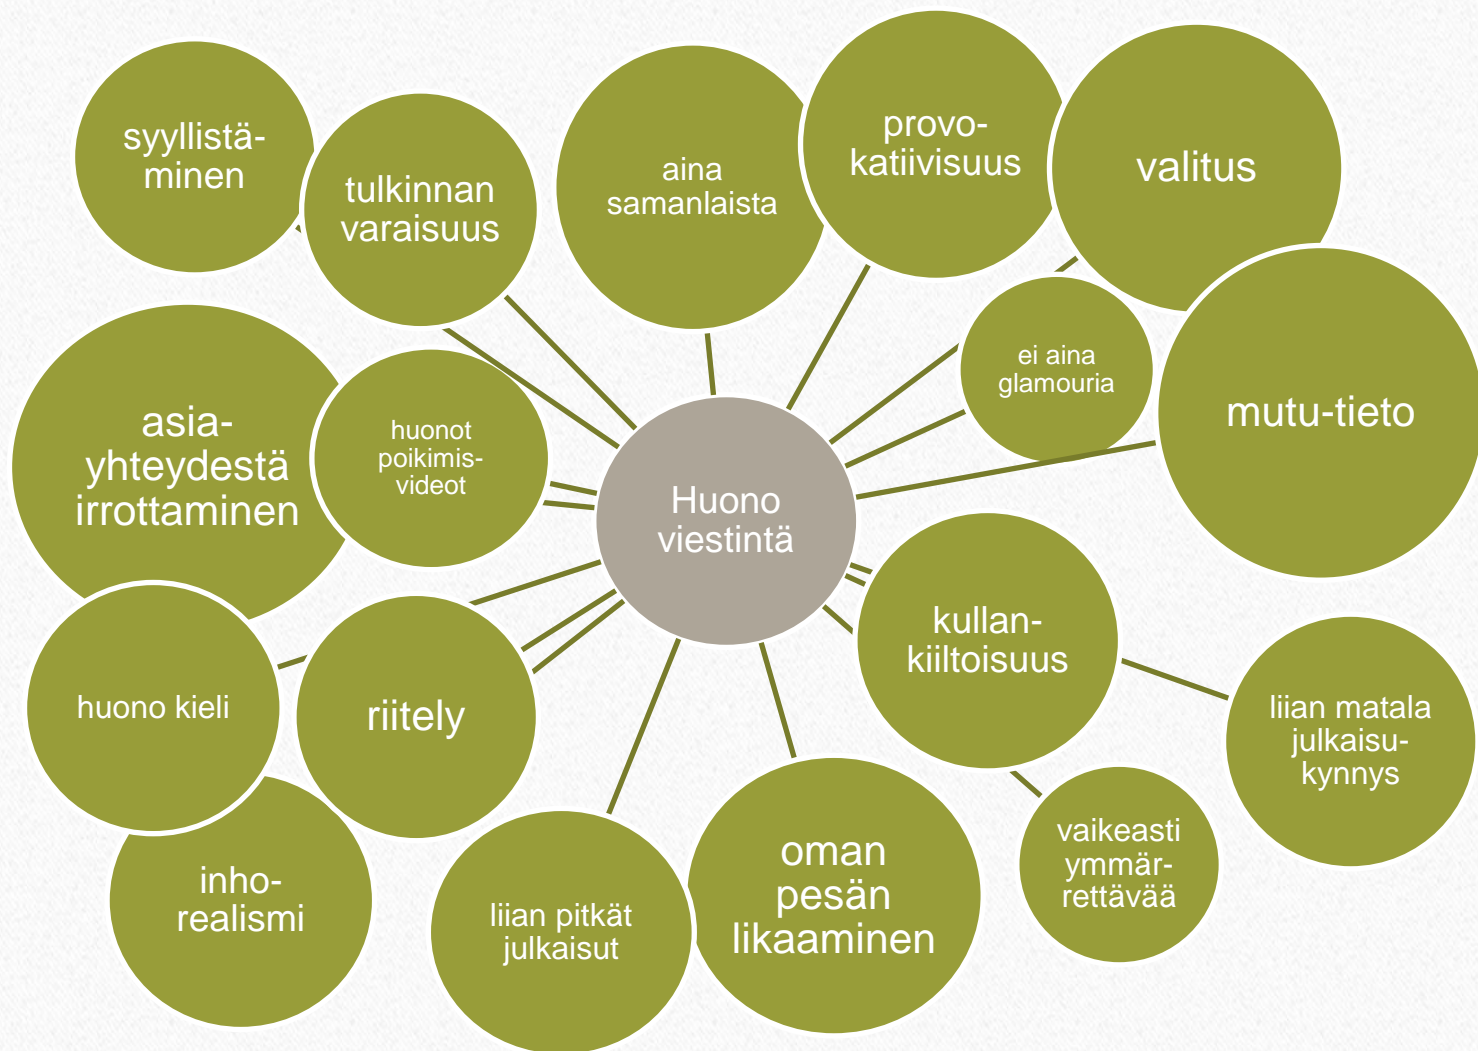 syyllistä-
minen
tulkinnan
varaisuus
aina
samanlaista
provo-
katiivisuus
valitus
ei aina
glamouria
mutu-tieto
asia-
yhteydestä
irrottaminen
huonot
poikimis-
videot
Huono
viestintä
kullan-
kiiltoisuus
liian matala
julkaisu-
kynnys
huono kieli
riitely
vaikeasti
ymmär-
rettävää
oman
pesän
likaaminen
inho-
realismi
liian pitkät
julkaisut